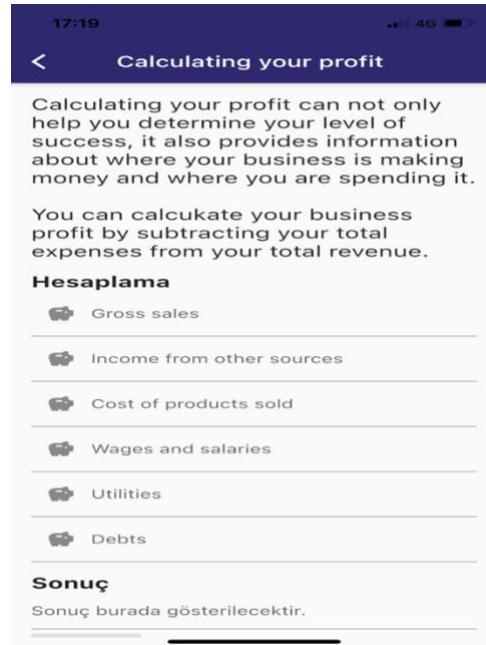 17:19
4G
Calculating your profit
Calculating your profit can not only
help you determine your level of
success, it also provides information
about where your business is making
money and where you are spending it.
You can calcukate your business
profit by subtracting your total
expenses from your total revenue.
Hesaplama
Gross sales
Income from other sources
Cost of products sold
Wages and salaries
Utilities
Debts
Sonuç
Sonuç burada gösterilecektir.